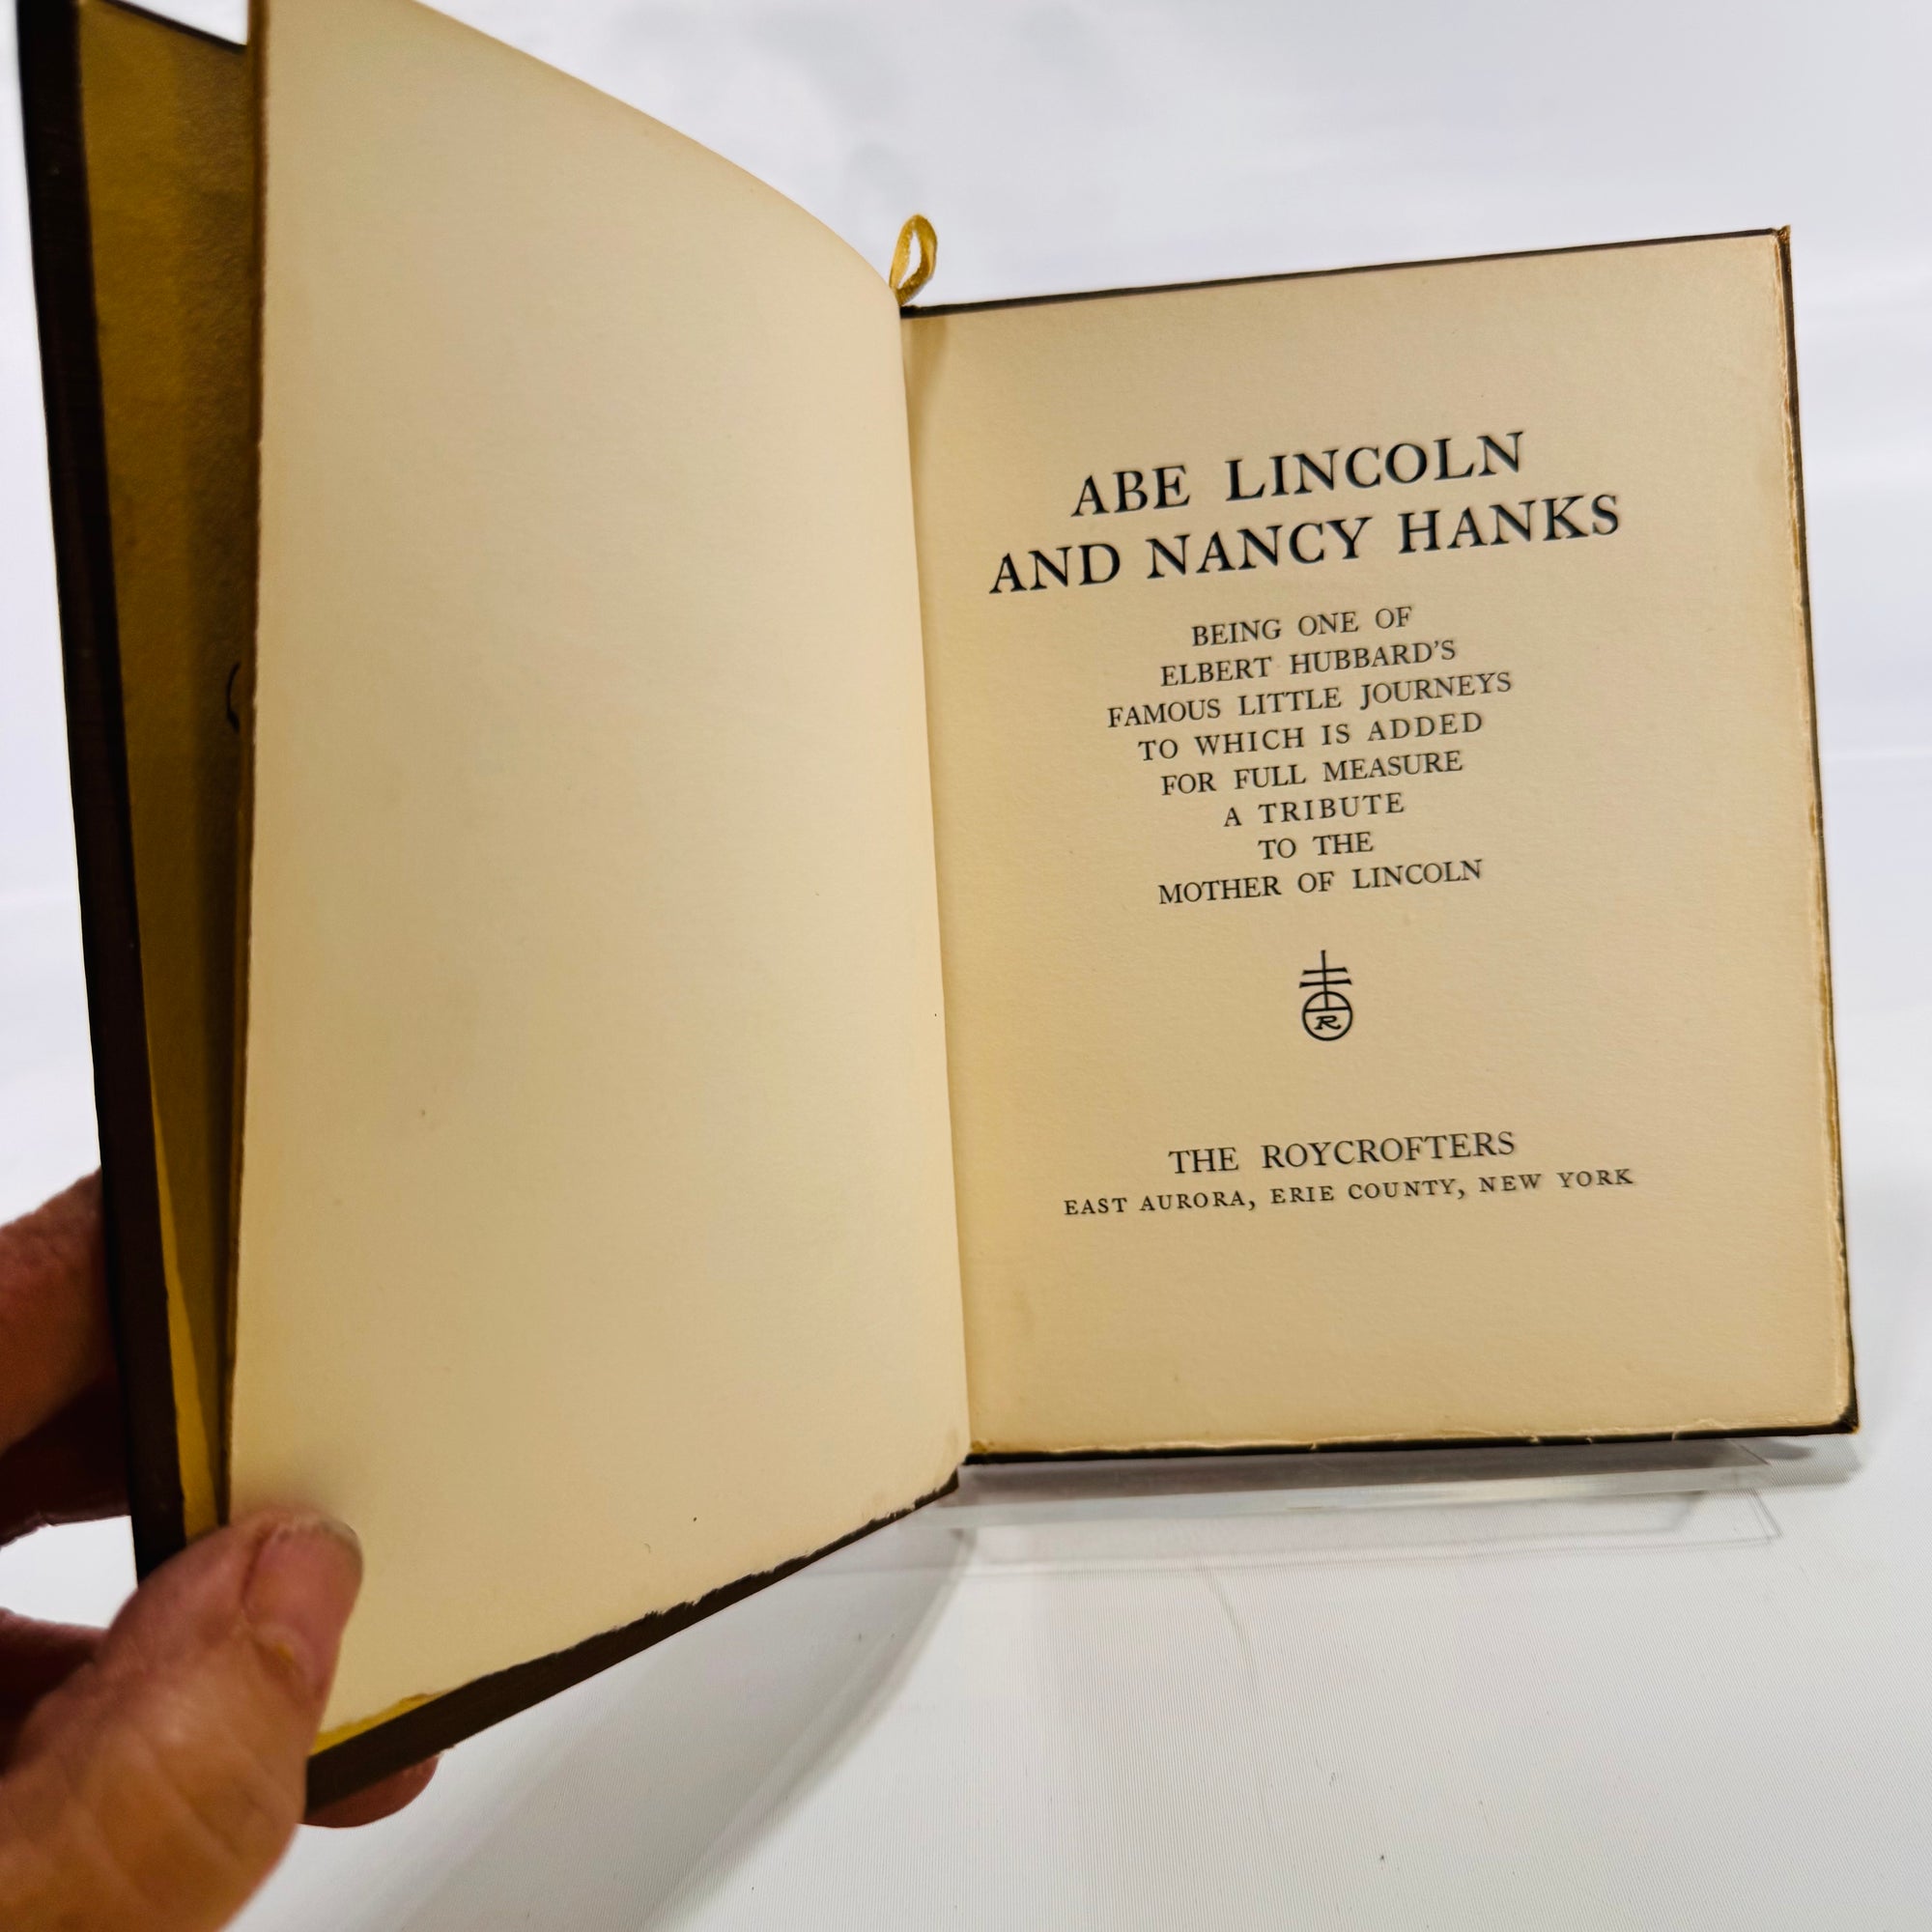 ABE LINCOLN
AND NANCY HANKS
BEING ONE OF
ELBERT HUBBARD'S
FAMOUS LITTLE JOURNEYS
TO WHICH IS ADDED
FOR FULL MEASURE
A TRIBUTE
TO THE
MOTHER OF LINCOLN
R
THE ROYCROFTERS
EAST AURORA, ERIE COUNTY, NEW YORK